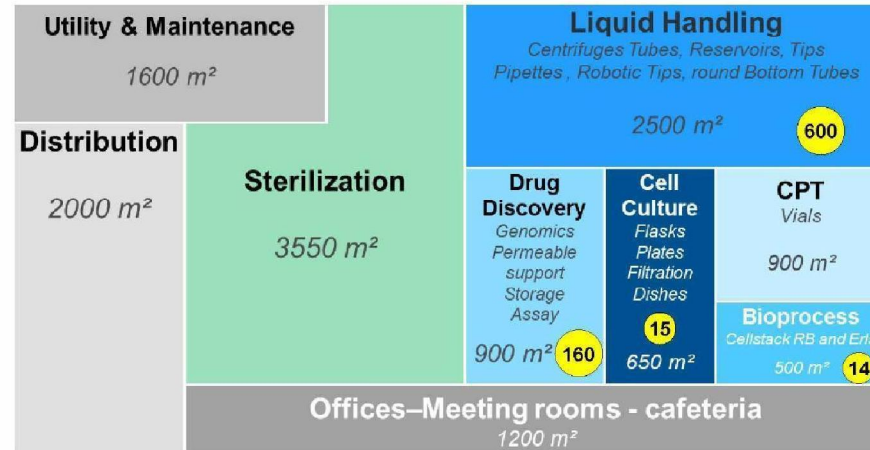 Utility & Maintenance
1600 m²
Distribution
2000 m²
Sterilization
3550 m²
Liquid Handling
Centrifuges Tubes, Reservoirs, Tips
Pipettes , Robotic Tips, round Bottom Tubes
2500 m²
600
Drug
Discovery
Genomics
Permeable
support
Storage
Assay
900 m²
160
Cell
Culture
Flasks
Plates
Filtration
Dishes
15
650 m²
CPT
Vials
900 m²
Bioprocess
Cellstack RB and
500 m²
14
Offices–Meeting rooms - cafeteria
1200 m²